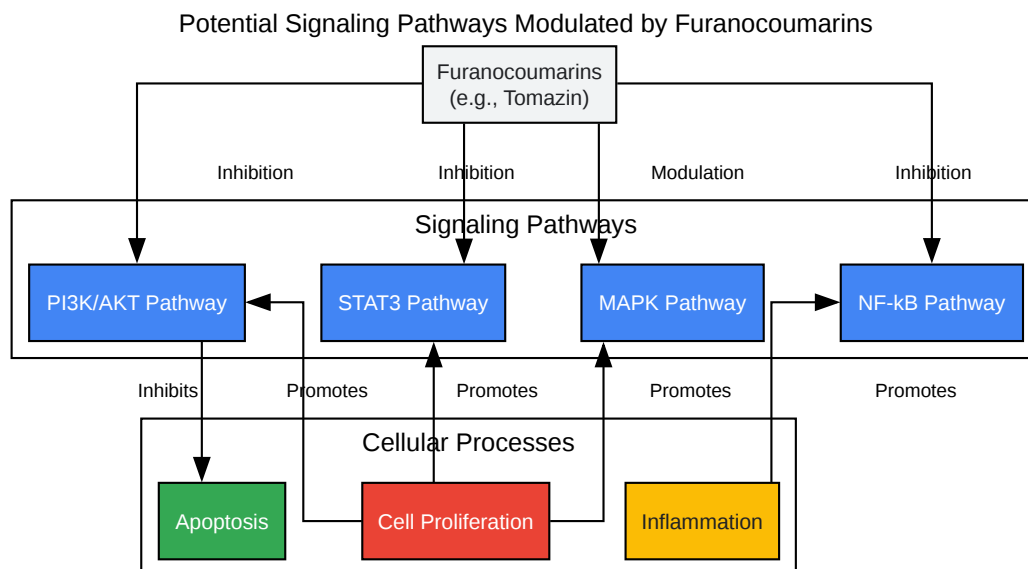 Potential Signaling Pathways Modulated by Furanocoumarins
Furanocoumarins
(e.g., Tomazin)
Inhibition
Inhibition
Modulation
Inhibition
Signaling Pathways
PI3K/AKT Pathway
STAT3 Pathway
MAPK Pathway
NF-kB Pathway
Inhibits
Promotes
Promotes
Promotes
Promotes
Cellular Processes
Apoptosis
Cell Proliferation
Inflammation